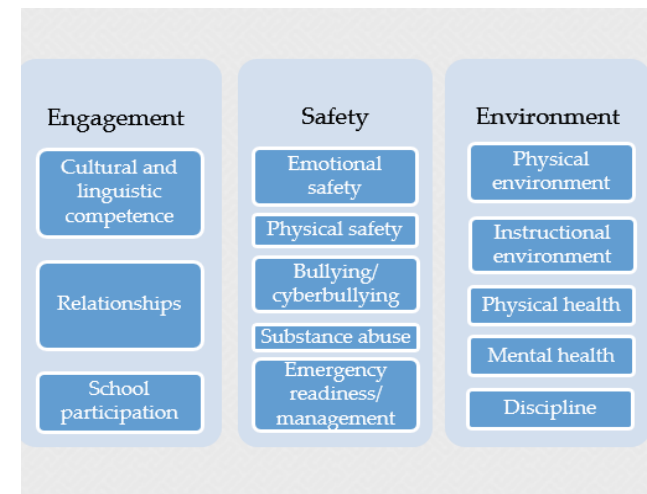 Engagement
Cultural and
linguistic
competence
Relationships
School
participation
Safety
Emotional
safety
Physical safety
Bullying/
cyberbullying
Substance abuse
Emergency
readiness/
management
Environment
Physical
environment
Instructional
environment
Physical health
Mental health
Discipline